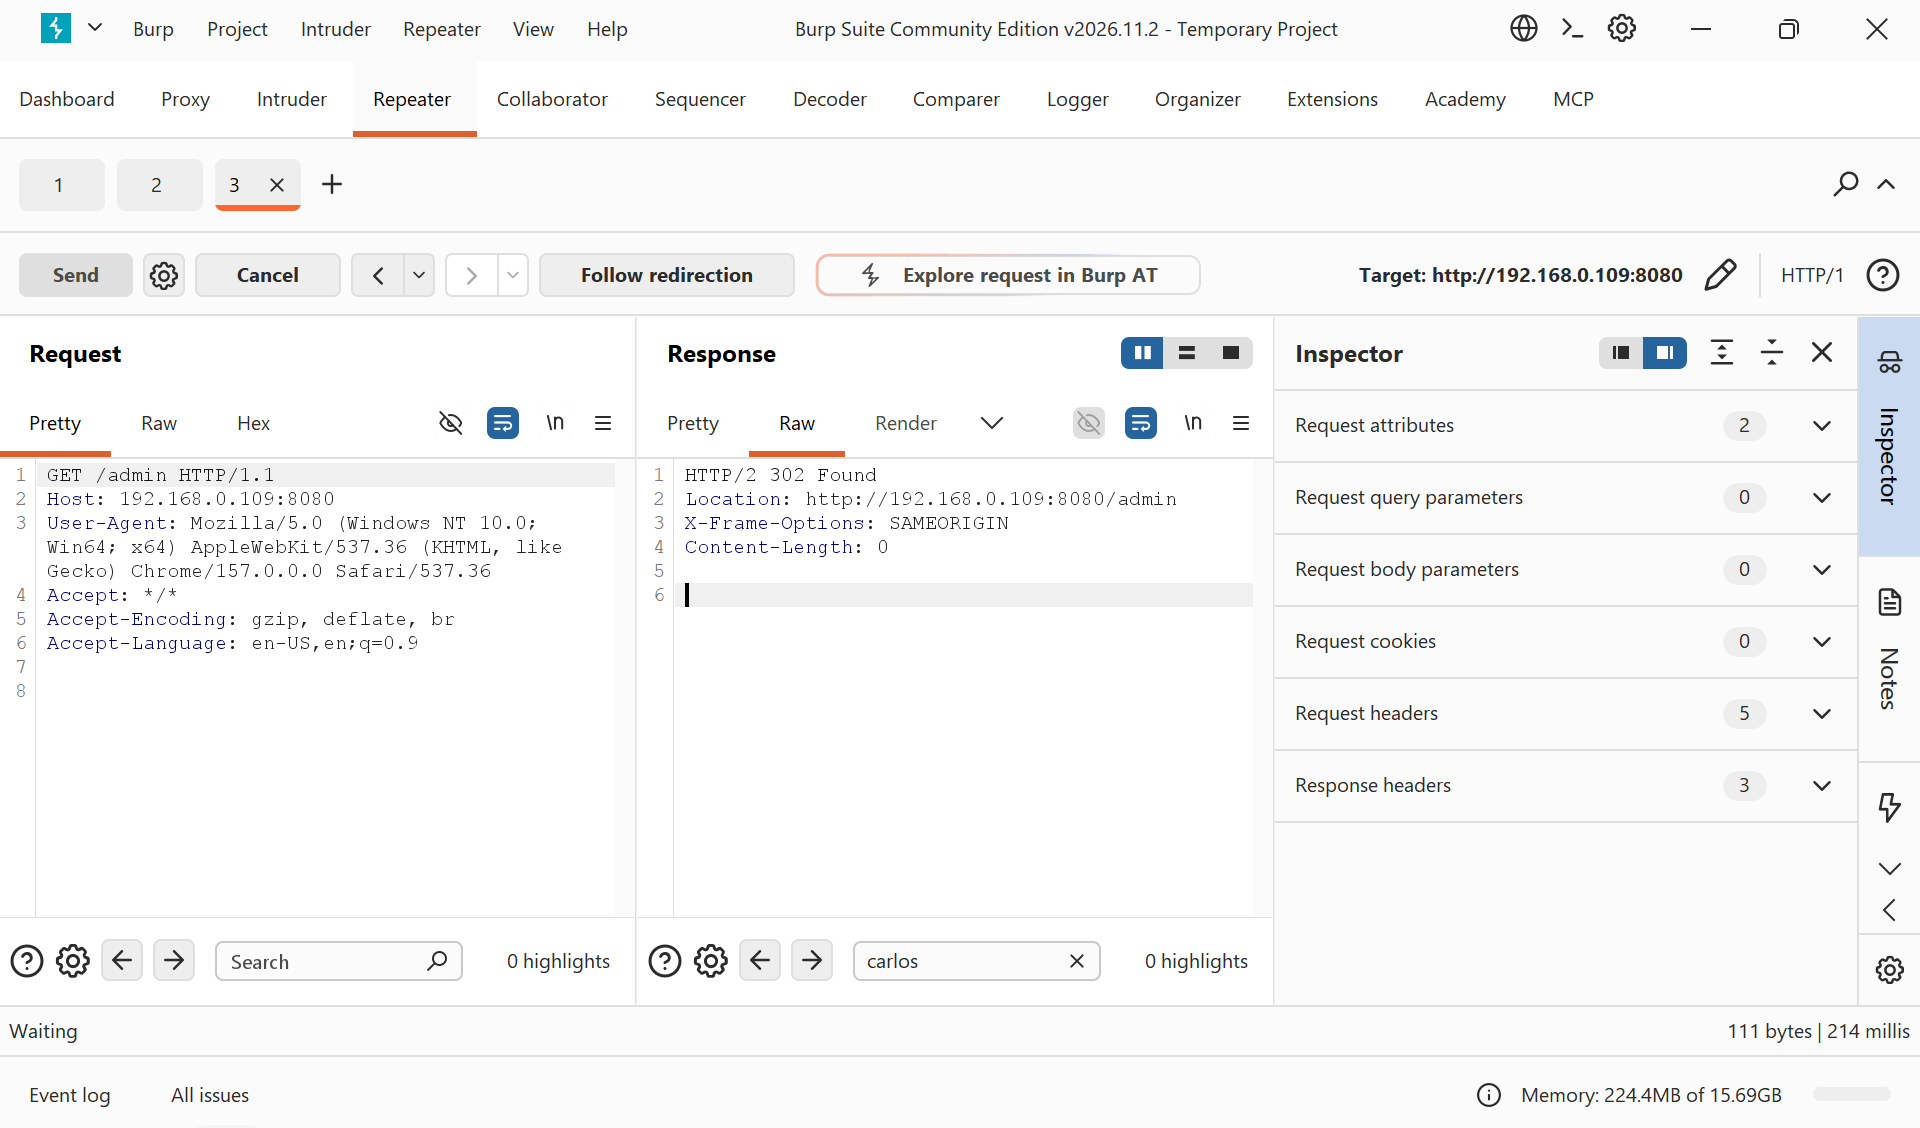 Burp Project Intruder Repeater View Help Burp Suite Community Edition v2026.11.2 - Temporary Project
Dashboard Proxy Intruder Repeater Collaborator Sequencer Decoder Comparer Logger Organizer Extensions Academy MCP
1 2 3
Send Cancel Follow redirection Explore request in Burp AT Target: http://192.168.0.109:8080 HTTP/1
Request
Pretty Raw Hex \n
1 GET /admin HTTP/1.1
2 Host: 192.168.0.109:8080
3 User-Agent: Mozilla/5.0 (Windows NT 10.0;
Win64; x64) AppleWebKit/537.36 (KHTML, like
Gecko) Chrome/157.0.0.0 Safari/537.36
4 Accept: */*
5 Accept-Encoding: gzip, deflate, br
6 Accept-Language: en-US,en;q=0.9
7
8
Search 0 highlights
Response
Pretty Raw Render \n
1 HTTP/2 302 Found
2 Location: http://192.168.0.109:8080/admin
3 X-Frame-Options: SAMEORIGIN
4 Content-Length: 0
5
6
carlos 0 highlights
Inspector
Request attributes 2
Request query parameters 0
Request body parameters 0
Request cookies 0
Request headers 5
Response headers 3
Inspector
Notes
Waiting 111 bytes | 214 millis
Event log All issues Memory: 224.4MB of 15.69GB